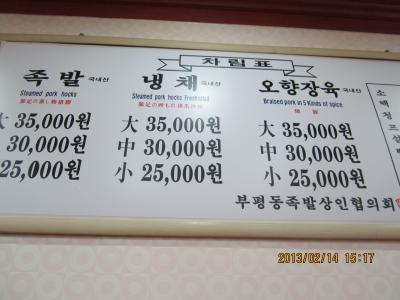 차림표
족 발 국내산
Steamed pork hocks
냉 채 국내산
Steamed pork hocks Freshsalad
오향장육 국내산
Braised pork in 5 Kinds of spice
大 35,000원
大 35,000원
大 35,000원
30,000원
中 30,000원
中 30,000원
25,000원
小 25,000원
小 25,000원
부평동족발상인협의회
2013/02/14 15:17